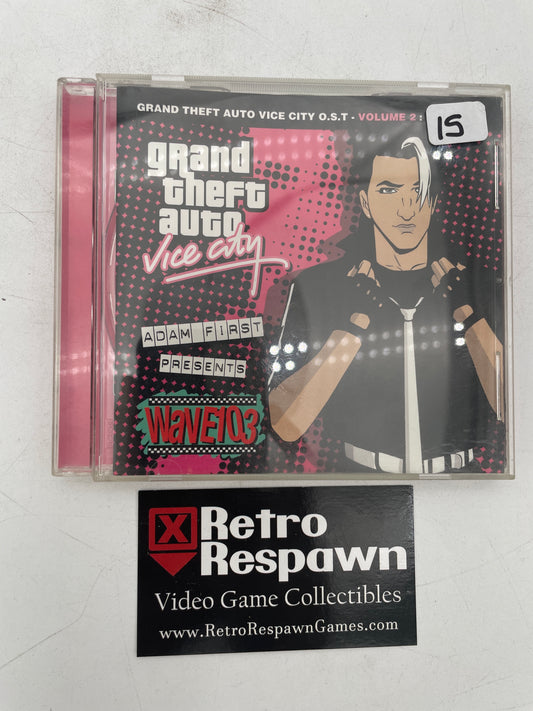 GRAND THEFT AUTO VICE CITY O.S.T - VOLUME 2 :
15
grand
theft
auto
Vice City
ADAM FIRST
PRESENTS
WAVE103
X Retro
Respawn
Video Game Collectibles
www.RetroRespawnGames.com